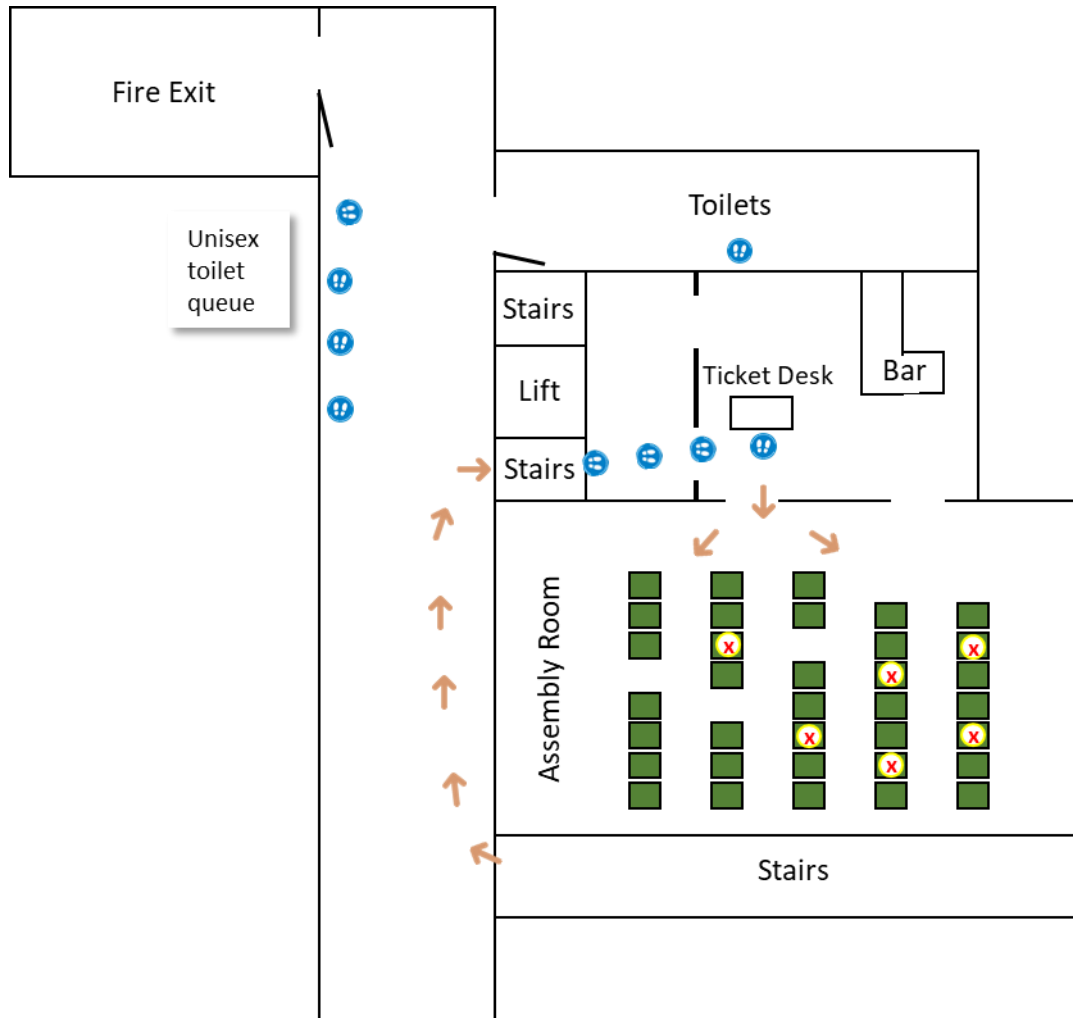 Fire Exit
Toilets
Unisex
toilet
queue
Stairs
Lift
Ticket Desk
Bar
Stairs
Assembly Room
x
x
x
x
x
x
Stairs